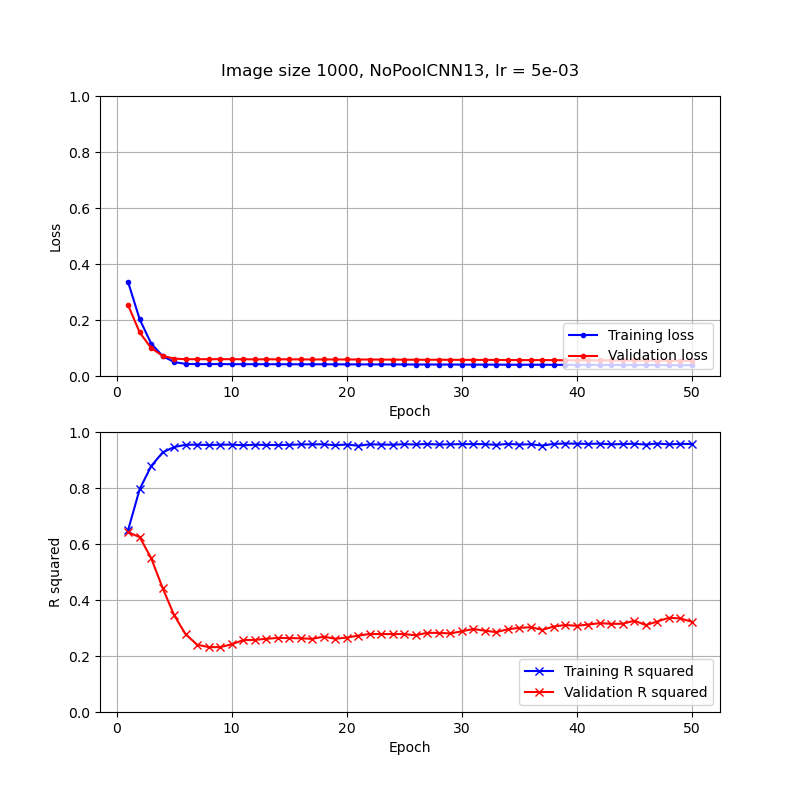 Image size 1000, NoPoolCNN13, lr = 5e-03
1.0
0.8
0.6
0.4
0.2
0.0
Loss
Training loss
Validation loss
0 10 20 30 40 50
Epoch
1.0
0.8
0.6
0.4
0.2
0.0
R squared
Training R squared
Validation R squared
0 10 20 30 40 50
Epoch